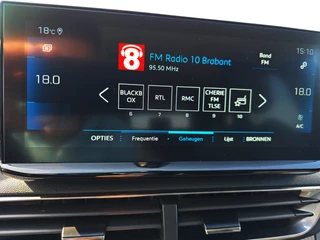 18°C
8
FM Radio 10 Brabant
95.50 MHz
Band
FM
15:10
18.0
18.0
BLACKB
OX
RTL
RMC
CHERIE
FM
TLSE
6
7
8
9
10
A/C
OPTIES
Frequentie
Geheugen
Lijst
BRONNEN